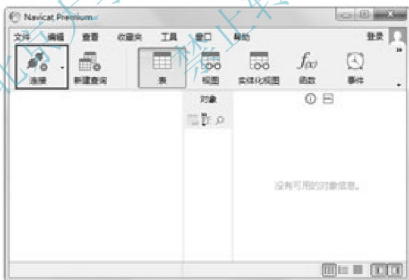 Navicat Premium
文件 编辑 查看 收藏夹 工具 窗口 帮助 登录
连接 新建查询 表 视图 实体化视图 f(x) 函数 事件
对象
没有可用的对象信息。